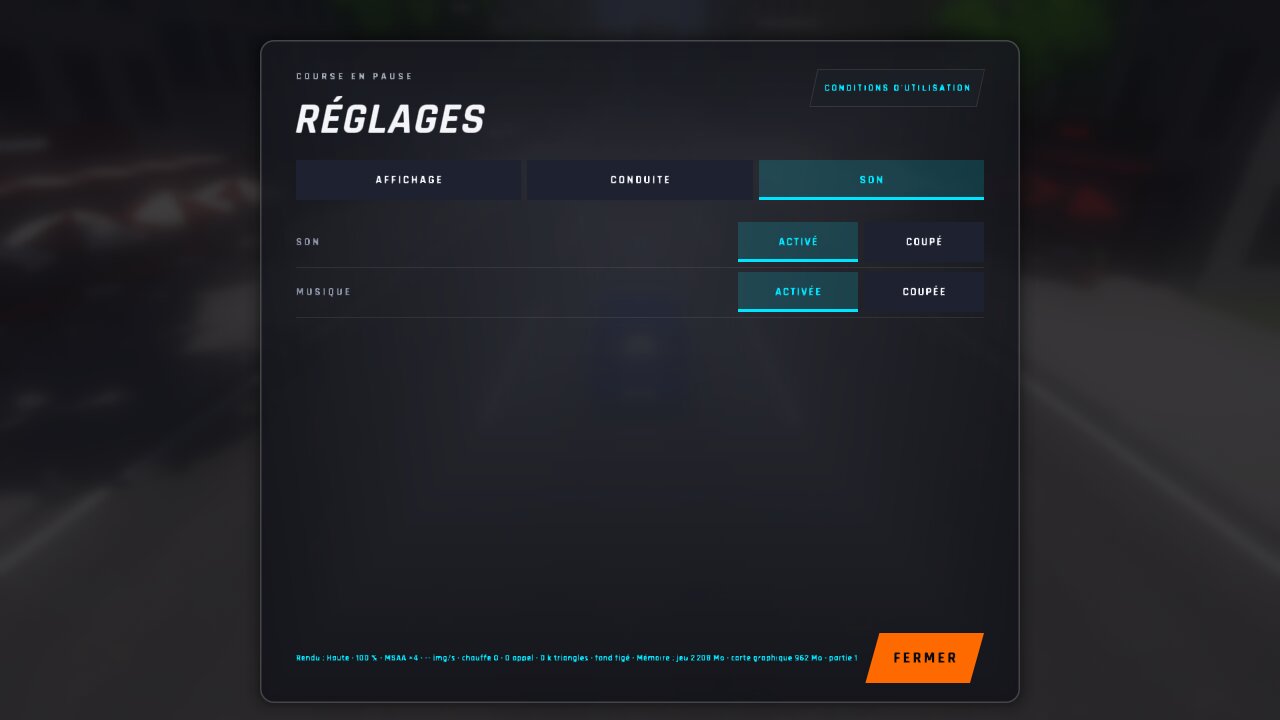 COURSE EN PAUSE
CONDITIONS D'UTILISATION
RÉGLAGES
AFFICHAGE CONDUITE SON
SON ACTIVÉ COUPÉ
MUSIQUE ACTIVÉE COUPÉE
Rendu : Haute · 100 % · MSAA ×4 · -- img/s · chauffe 0 · 0 appel · 0 k triangles · fond figé · Mémoire : jeu 2 208 Mo · carte graphique 962 Mo · partie 1
FERMER